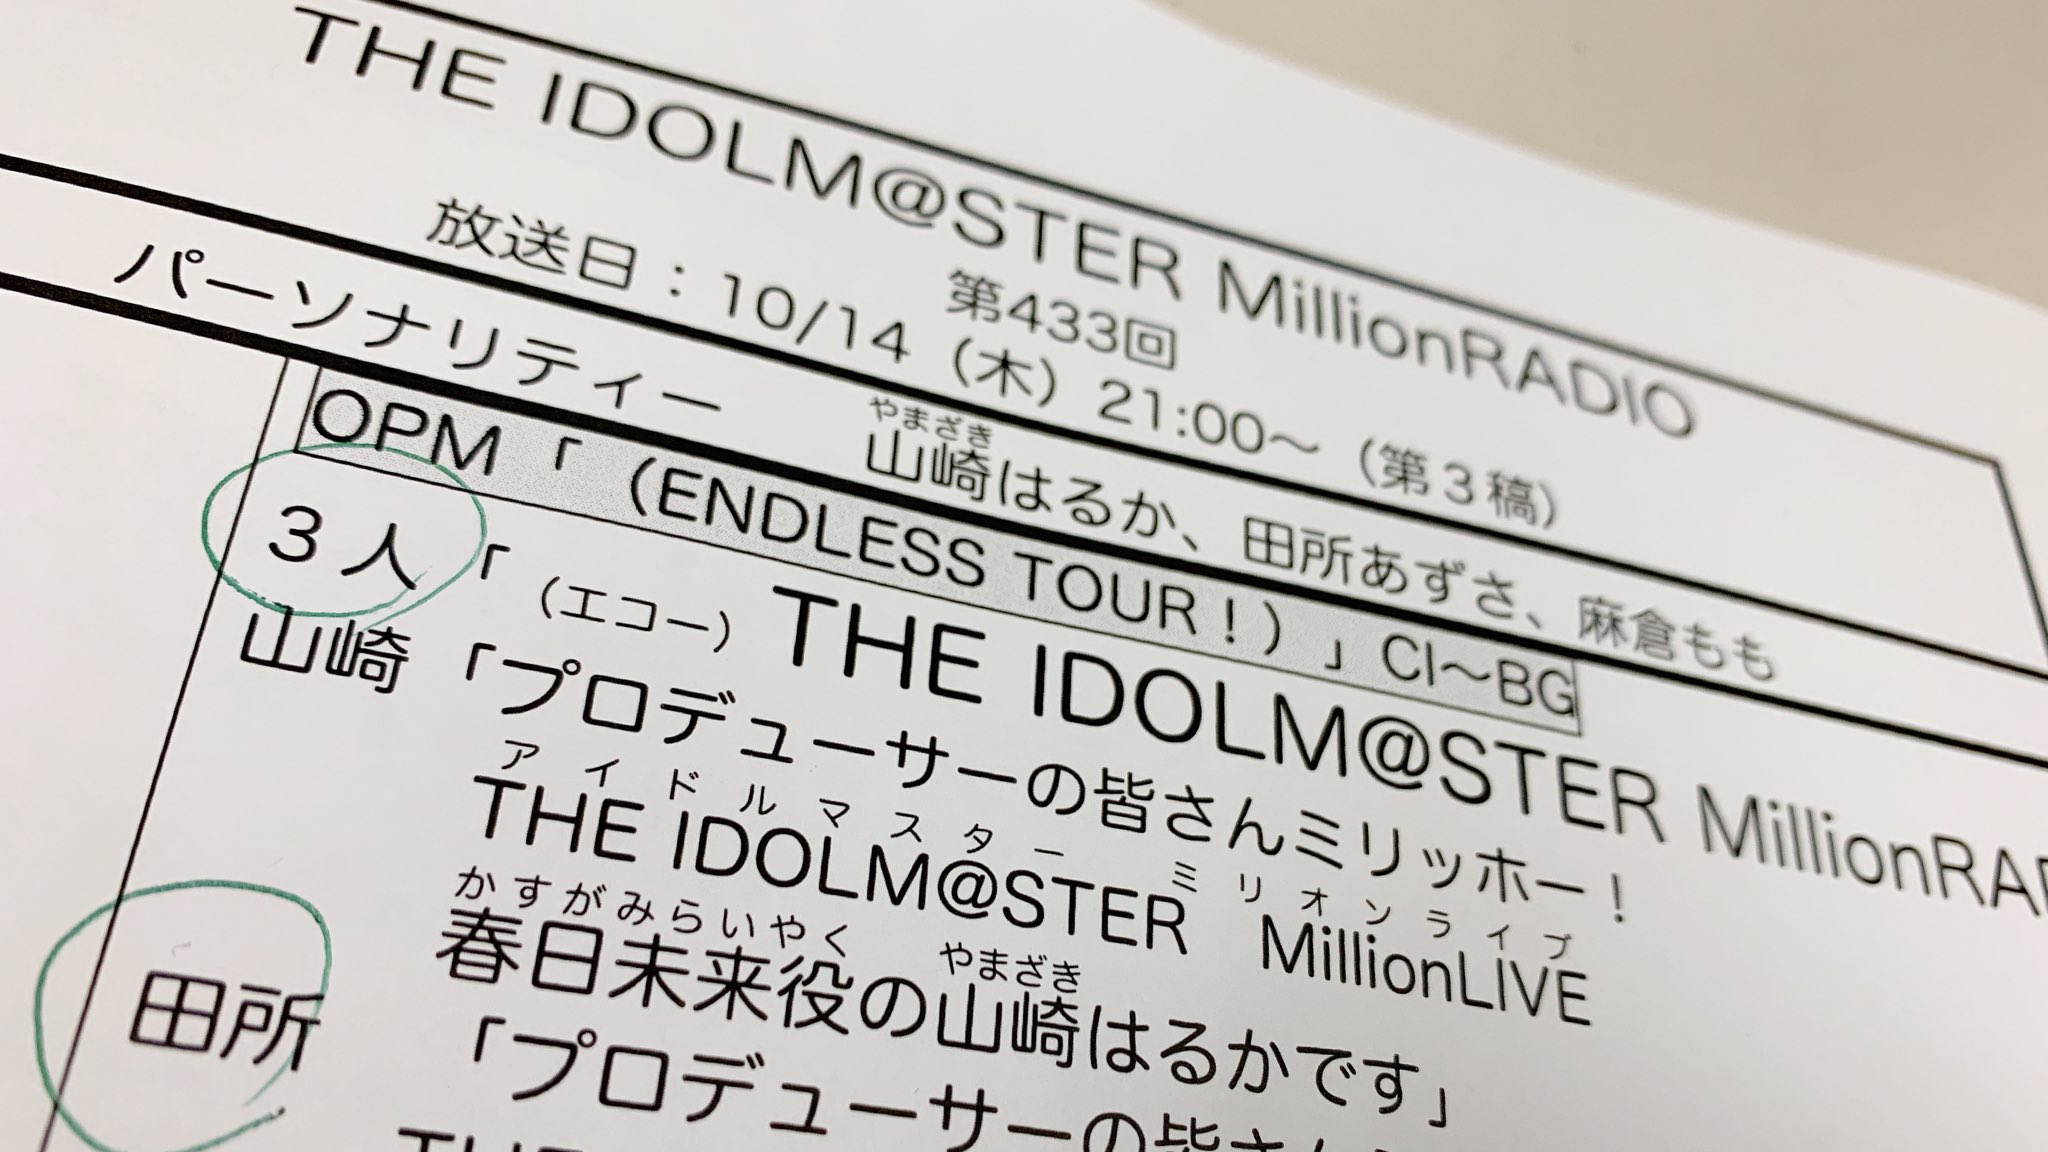 THE IDOLM@STER MillionRADIO
第433回
放送日：10/14（木）21:00～（第３稿）
やまざき
パーソナリティー 山崎はるか、田所あずさ、麻倉もも
OPM「（ENDLESS TOUR！）」CI～BG
３人「（エコー）THE IDOLM@STER MillionRAD
山崎「プロデューサーの皆さんミリッホー！
アイドルマスター ミリオンライブ
THE IDOLM@STER MillionLIVE
かすがみらいやく やまざき
春日未来役の山崎はるかです」
田所「プロデューサーの皆さん
THE